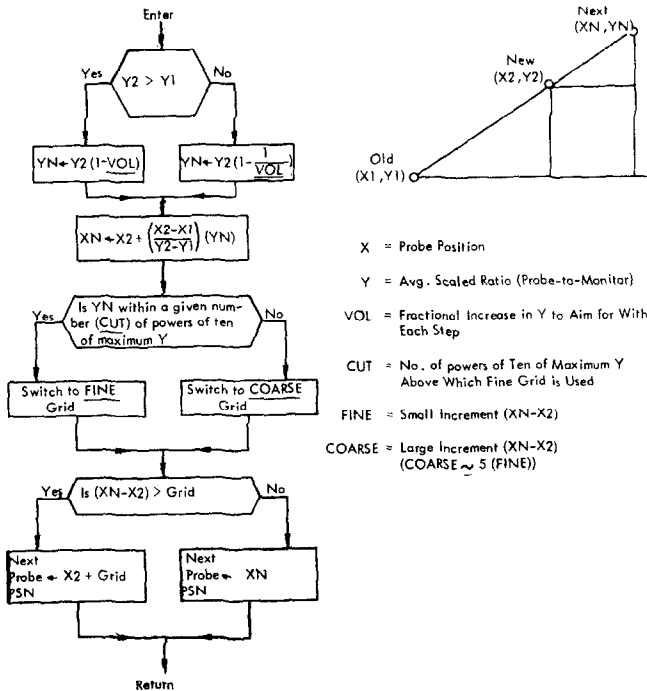 Enter
Yes
Y2 > Y1
No
YN←Y2 (1-VOL)
YN←Y2(1-1/VOL)
XN←X2 + ((X2-X1)/(Y2-Y1)) (YN)
Yes
Is YN within a given num-
ber (CUT) of powers of ten
of maximum Y
No
Switch to FINE
Grid
Switch to COARSE
Grid
Yes
Is (XN-X2) > Grid
No
Next
Probe ← X2 + Grid
PSN
Next
Probe ← XN
PSN
Return
Next
(XN,YN)
New
(X2,Y2)
Old
(X1,Y1)
X = Probe Position
Y = Avg. Scaled Ratio (Probe-to-Monitor)
VOL = Fractional Increase in Y to Aim for With
Each Step
CUT = No. of powers of Ten of Maximum Y
Above Which Fine Grid is Used
FINE = Small Increment (XN-X2)
COARSE = Large Increment (XN-X2)
(COARSE ~ 5 (FINE))